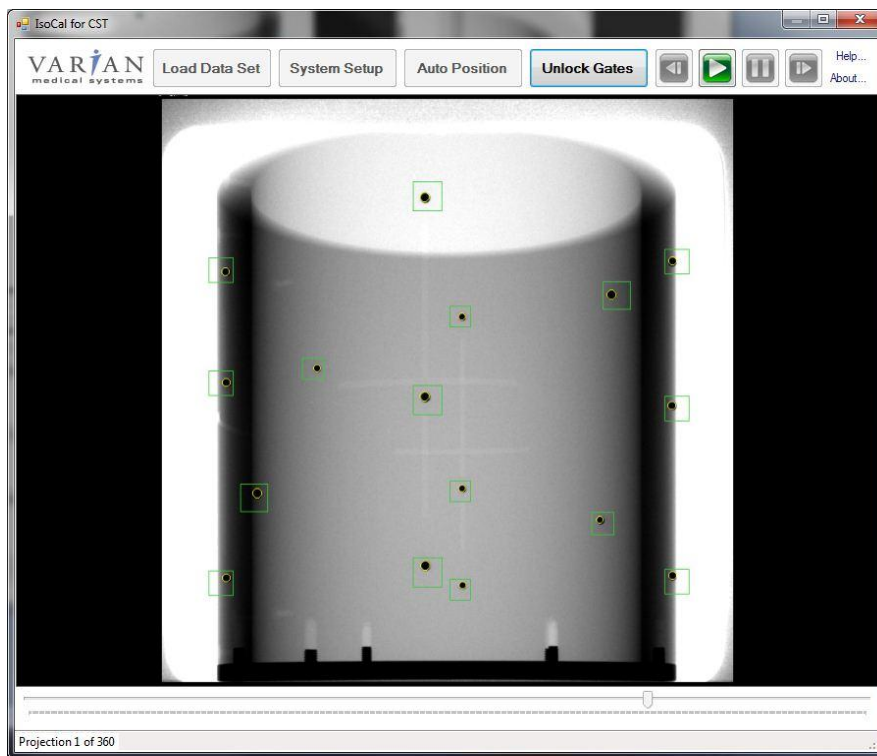 IsoCal for CST
VARIAN
medical systems
Load Data Set
System Setup
Auto Position
Unlock Gates
Help...
About...
Projection 1 of 360